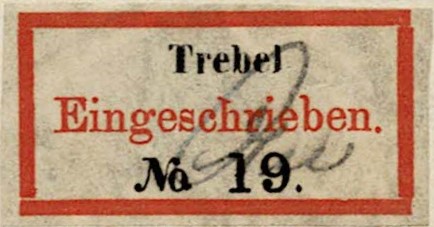 Trebel
Eingeschrieben.
No 19.